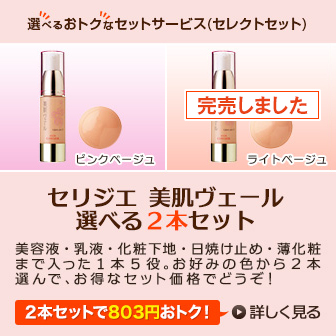 選べるおトクなセットサービス(セレクトセット)
完売しました
ピンクベージュ
ライトベージュ
セリジエ 美肌ヴェール
選べる2本セット
美容液・乳液・化粧下地・日焼け止め・薄化粧
まで入った1本5役。お好みの色から2本
選んで、お得なセット価格でどうぞ!
2本セットで803円おトク!
詳しく見る